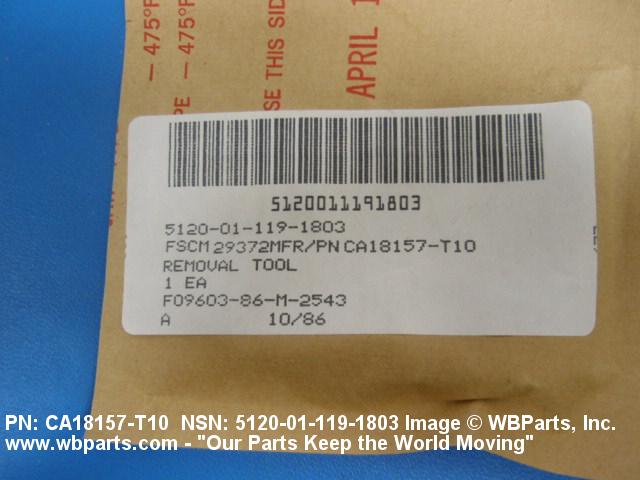 — 475°F
— 475°F
PE
SE THIS SIDE
APRIL 1
5120011191803
5120-01-119-1803
FSCM 29372MFR/PN CA18157-T10
REMOVAL TOOL
1 EA
F09603-86-M-2543
A 10/86
PN: CA18157-T10 NSN: 5120-01-119-1803 Image © WBParts, Inc.
www.wbparts.com - "Our Parts Keep the World Moving"